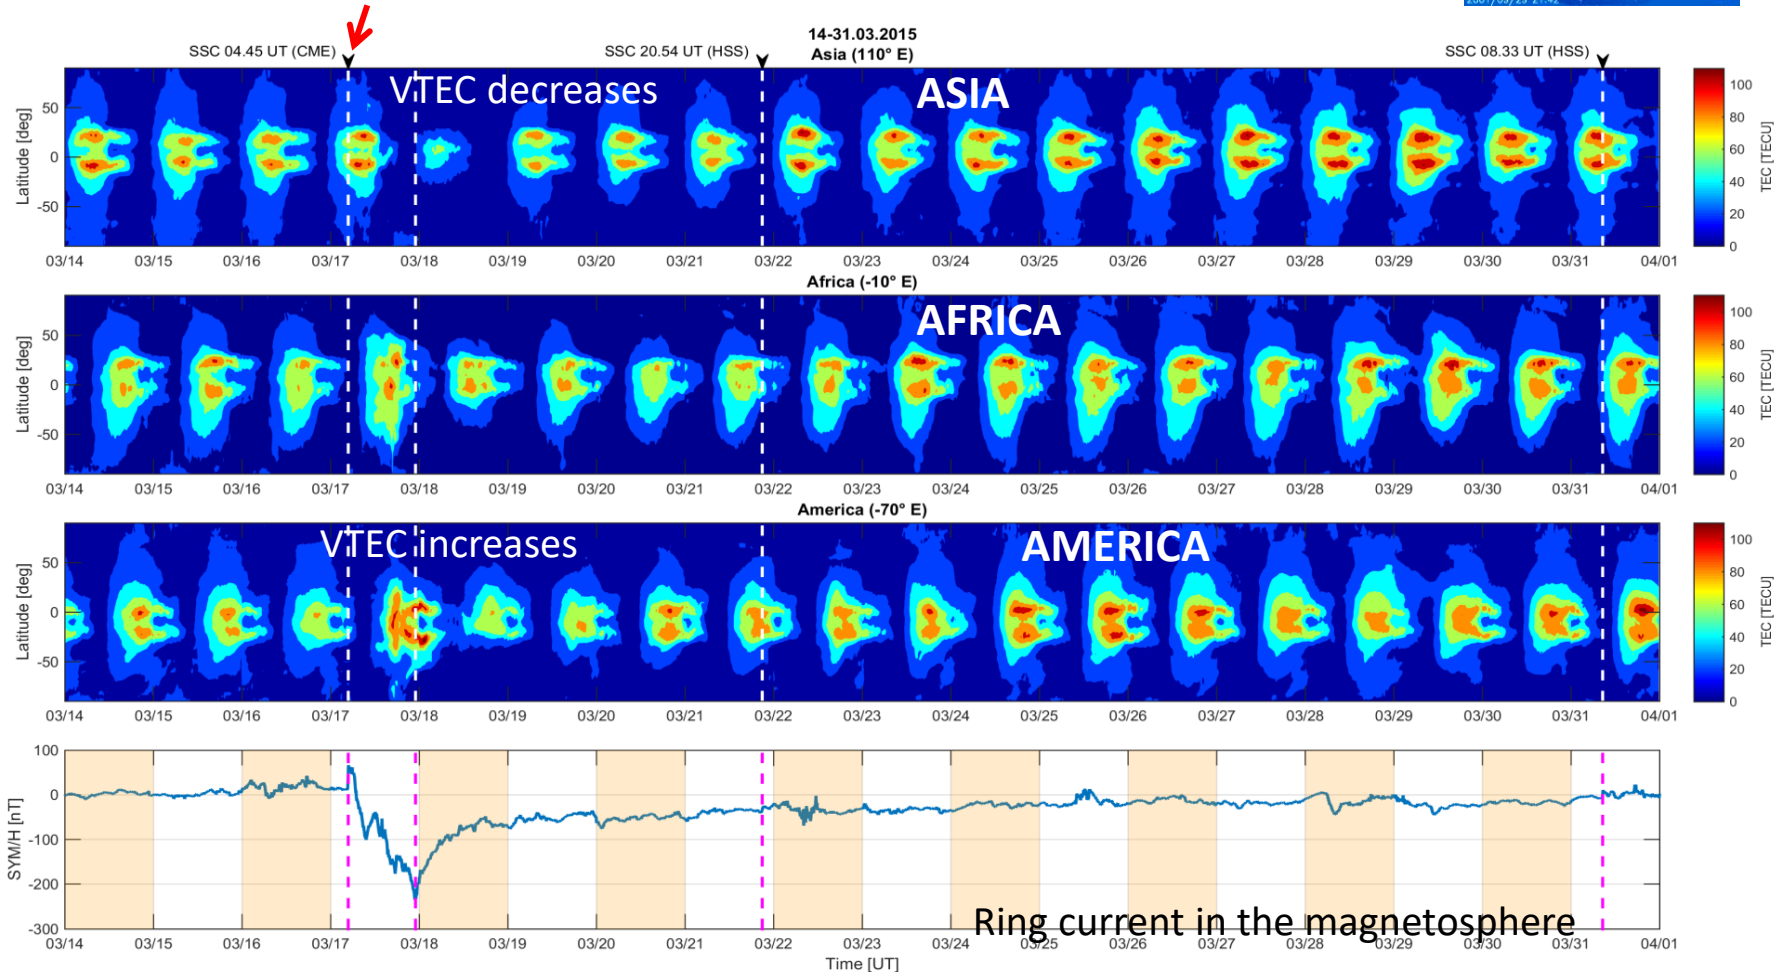 2001/09/29 21:42
14-31.03.2015
SSC 04.45 UT (CME)
SSC 20.54 UT (HSS)
Asia (110° E)
SSC 08.33 UT (HSS)
VTEC decreases
ASIA
Latitude [deg]
50
0
-50
100
80
60
40
20
0
TEC [TECU]
03/14 03/15 03/16 03/17 03/18 03/19 03/20 03/21 03/22 03/23 03/24 03/25 03/26 03/27 03/28 03/29 03/30 03/31 04/01
Africa (-10° E)
AFRICA
Latitude [deg]
50
0
-50
100
80
60
40
20
0
TEC [TECU]
03/14 03/15 03/16 03/17 03/18 03/19 03/20 03/21 03/22 03/23 03/24 03/25 03/26 03/27 03/28 03/29 03/30 03/31 04/01
America (-70° E)
VTEC increases
AMERICA
Latitude [deg]
50
0
-50
100
80
60
40
20
0
TEC [TECU]
03/14 03/15 03/16 03/17 03/18 03/19 03/20 03/21 03/22 03/23 03/24 03/25 03/26 03/27 03/28 03/29 03/30 03/31 04/01
SYM/H [nT]
100
0
-100
-200
-300
Ring current in the magnetosphere
03/14 03/15 03/16 03/17 03/18 03/19 03/20 03/21 03/22 03/23 03/24 03/25 03/26 03/27 03/28 03/29 03/30 03/31 04/01
Time [UT]